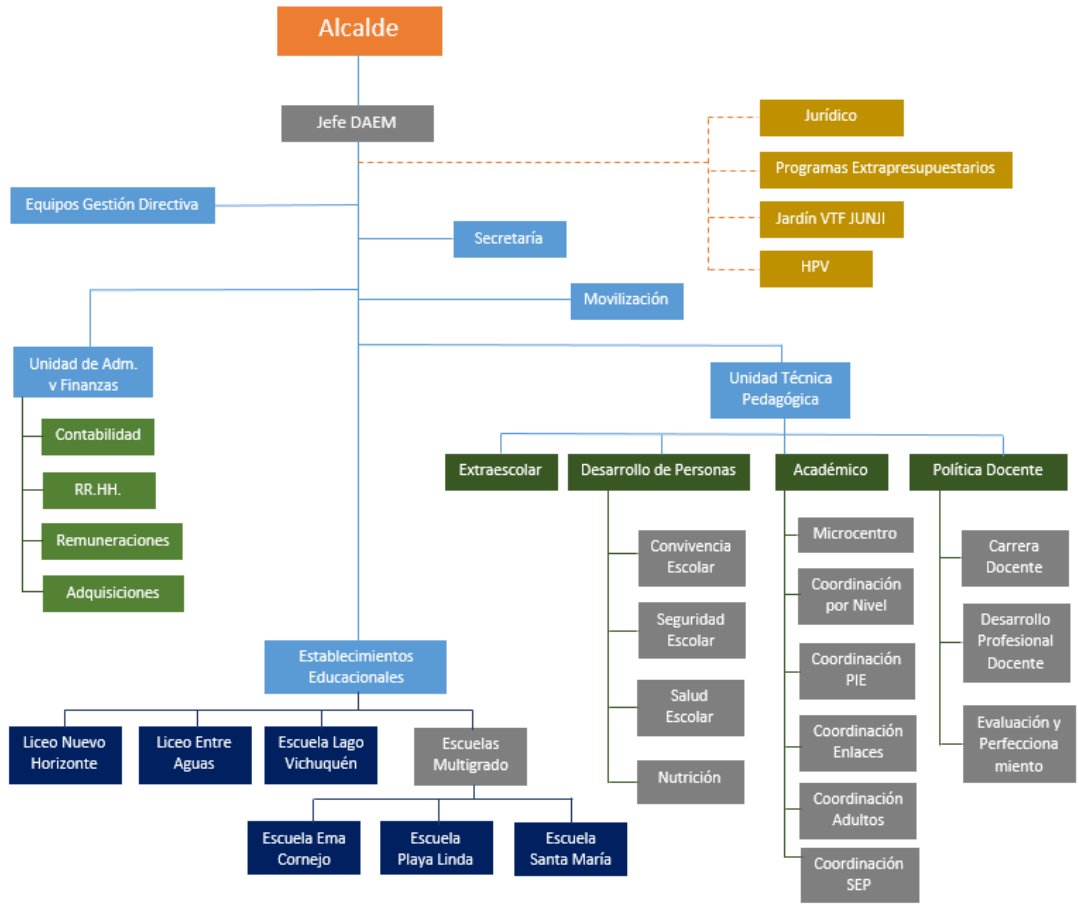 Alcalde
Jefe DAEM
Jurídico
Programas Extrapresupuestarios
Jardín VTF JUNJI
HPV
Equipos Gestión Directiva
Secretaría
Movilización
Unidad de Adm.
v Finanzas
Contabilidad
RR.HH.
Remuneraciones
Adquisiciones
Unidad Técnica
Pedagógica
Extraescolar
Desarrollo de Personas
Académico
Política Docente
Convivencia
Escolar
Seguridad
Escolar
Salud
Escolar
Nutrición
Microcentro
Coordinación
por Nivel
Coordinación
PIE
Coordinación
Enlaces
Coordinación
Adultos
Coordinación
SEP
Carrera
Docente
Desarrollo
Profesional
Docente
Evaluación y
Perfecciona
miento
Establecimientos
Educacionales
Liceo Nuevo
Horizonte
Liceo Entre
Aguas
Escuela Lago
Vichuquén
Escuelas
Multigrado
Escuela Ema
Cornejo
Escuela
Playa Linda
Escuela
Santa María